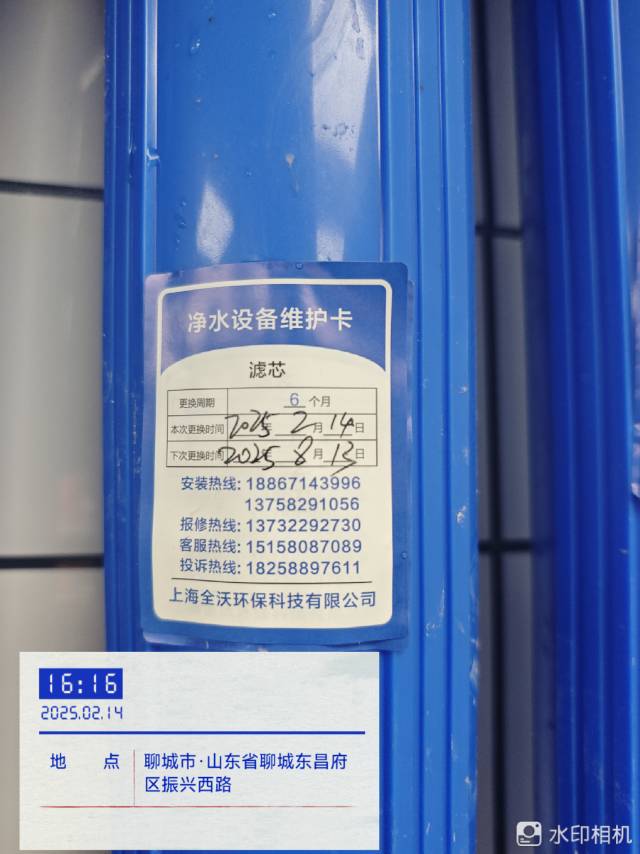 净水设备维护卡
滤芯
更换周期 6 个月
本次更换时间 2025年 2 月 14 日
下次更换时间 2025 8 月 13 日
安装热线: 18867143996
13758291056
报修热线: 13732292730
客服热线: 15158087089
投诉热线: 18258897611
上海全沃环保科技有限公司
16:16
2025.02.14
地 点 聊城市·山东省聊城东昌府
区振兴西路
水印相机